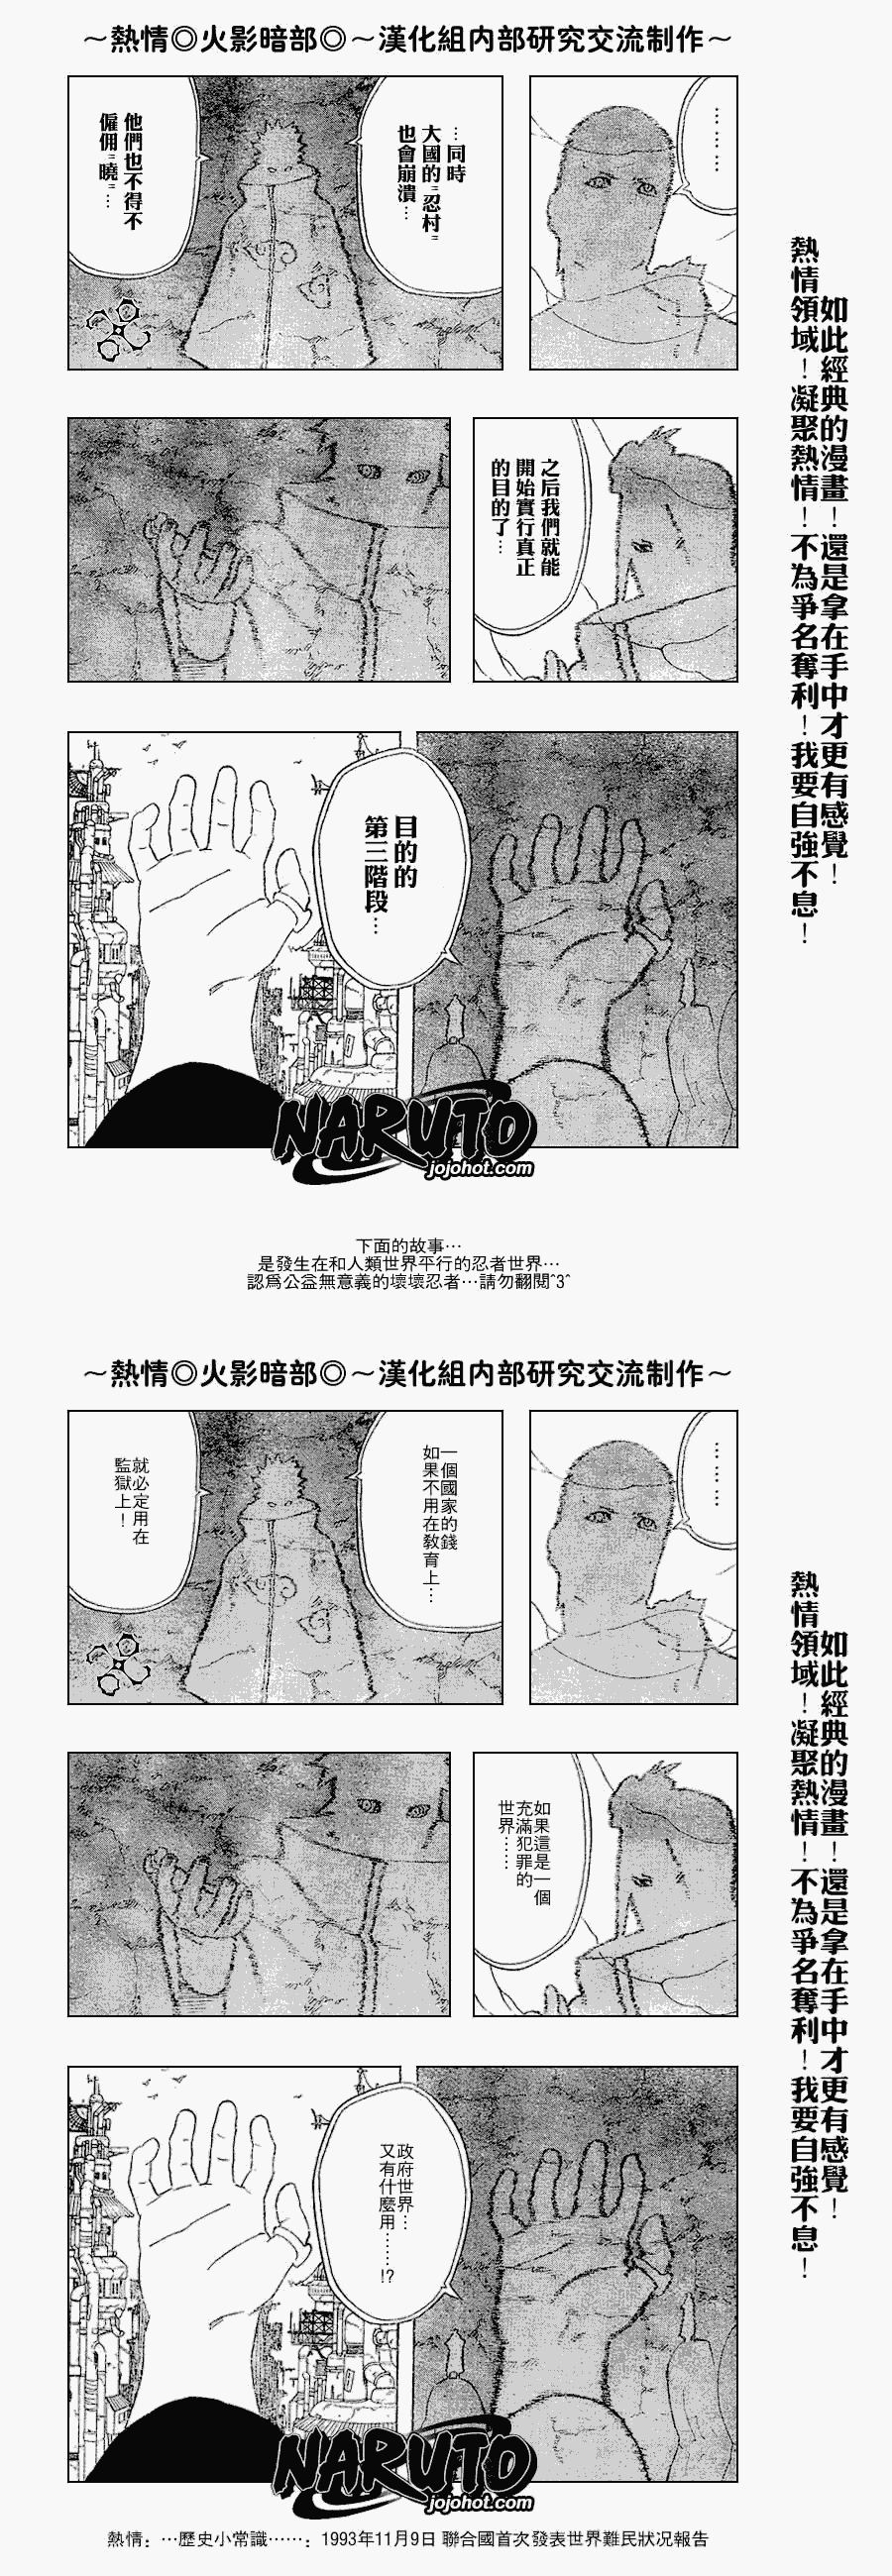 ～熱情◎火影暗部◎～漢化組内部研究交流制作～
………
…同時
大國的"忍村"
也會崩潰…
他們也不得不
僱佣"曉"…
之后我們就能
開始實行真正
的目的了…
目的的
第三階段…
NARUTO
jojohot.com
如此經典的漫畫！還是拿在手中才更有感覺！
熱情領域！凝聚熱情！不為爭名奪利！我要自強不息！
下面的故事…
是發生在和人類世界平行的忍者世界…
認爲公益無意義的壞壞忍者…請勿翻閱^3^
～熱情◎火影暗部◎～漢化組内部研究交流制作～
………
一個國家的錢
如果不用在敎育上…
就必定用在
監獄上！
如果這是一個
充滿犯罪的
世界……
政府世界…
又有什麼用……!?
NARUTO
jojohot.com
如此經典的漫畫！還是拿在手中才更有感覺！
熱情領域！凝聚熱情！不為爭名奪利！我要自強不息！
熱情：…歷史小常識……：1993年11月9日 聯合國首次發表世界難民狀况報告